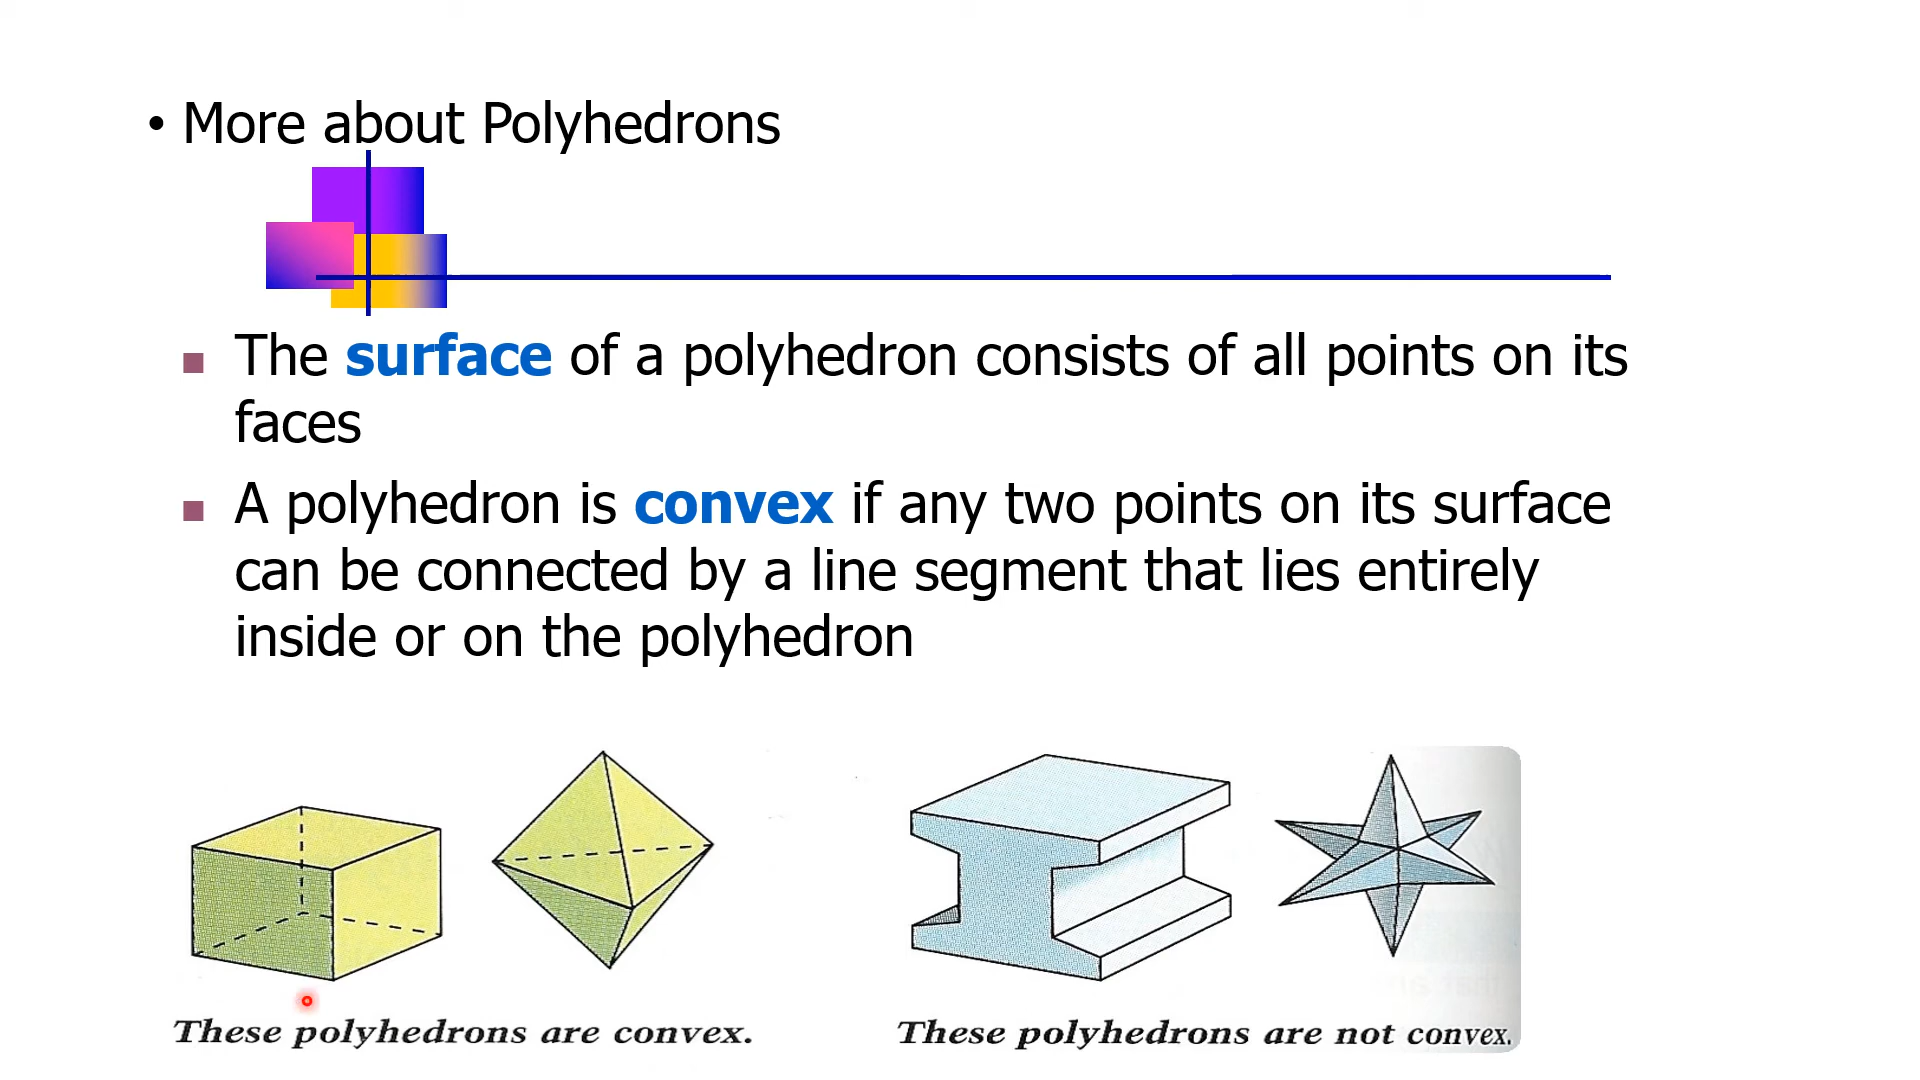 • More about Polyhedrons
The surface of a polyhedron consists of all points on its
faces
A polyhedron is convex if any two points on its surface
can be connected by a line segment that lies entirely
inside or on the polyhedron
These polyhedrons are convex.
These polyhedrons are not convex.